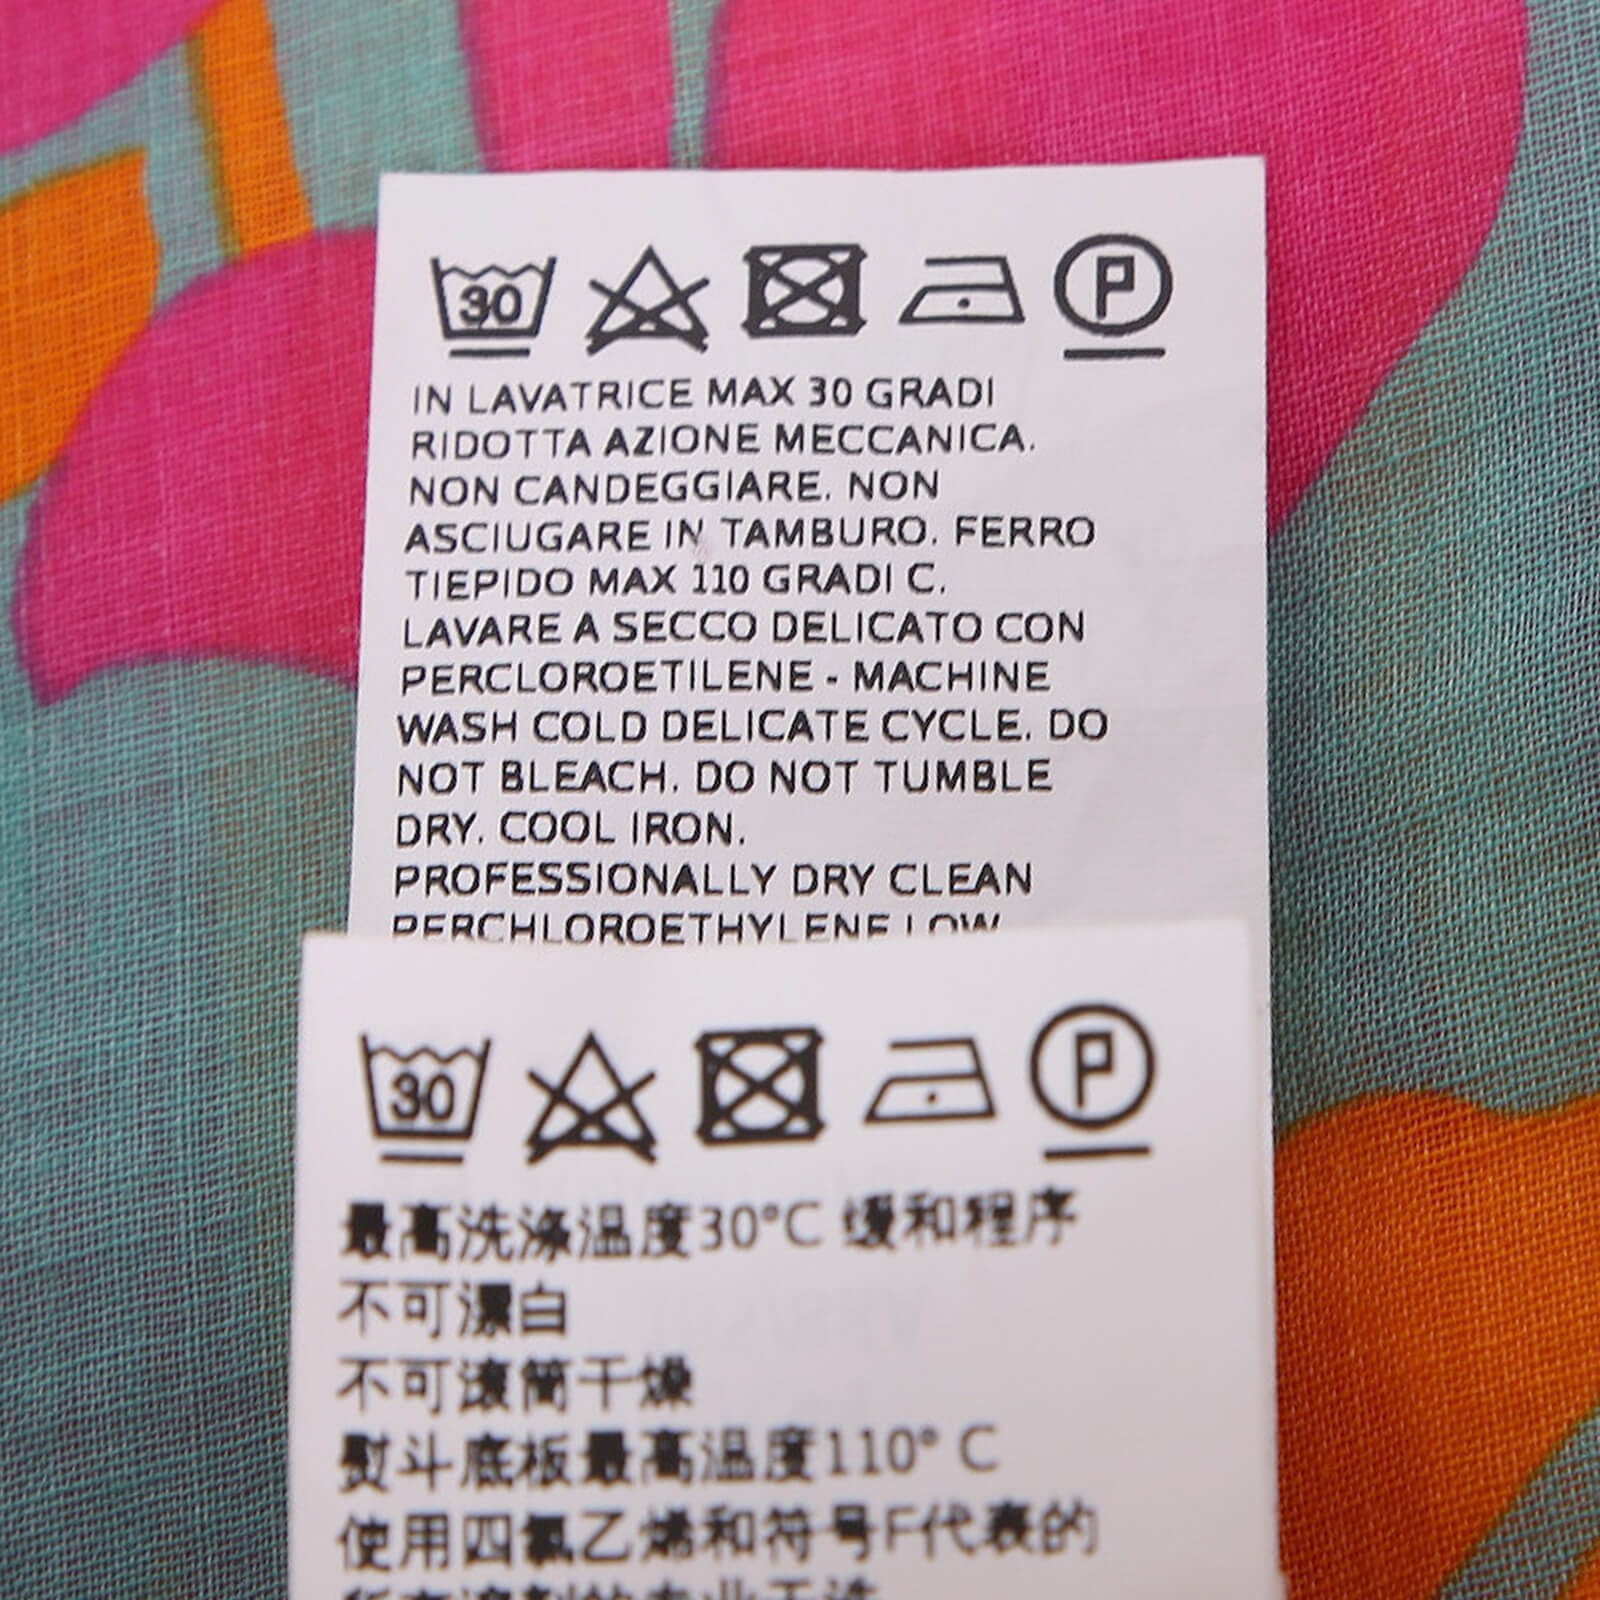 30 P
IN LAVATRICE MAX 30 GRADI
RIDOTTA AZIONE MECCANICA.
NON CANDEGGIARE. NON
ASCIUGARE IN TAMBURO. FERRO
TIEPIDO MAX 110 GRADI C.
LAVARE A SECCO DELICATO CON
PERCLOROETILENE - MACHINE
WASH COLD DELICATE CYCLE. DO
NOT BLEACH. DO NOT TUMBLE
DRY. COOL IRON.
PROFESSIONALLY DRY CLEAN
PERCHLOROETHYLENE LOW
30 P
最高洗涤温度30°C 缓和程序
不可漂白
不可滚筒干燥
熨斗底板最高温度110° C
使用四氯乙烯和符号F代表的